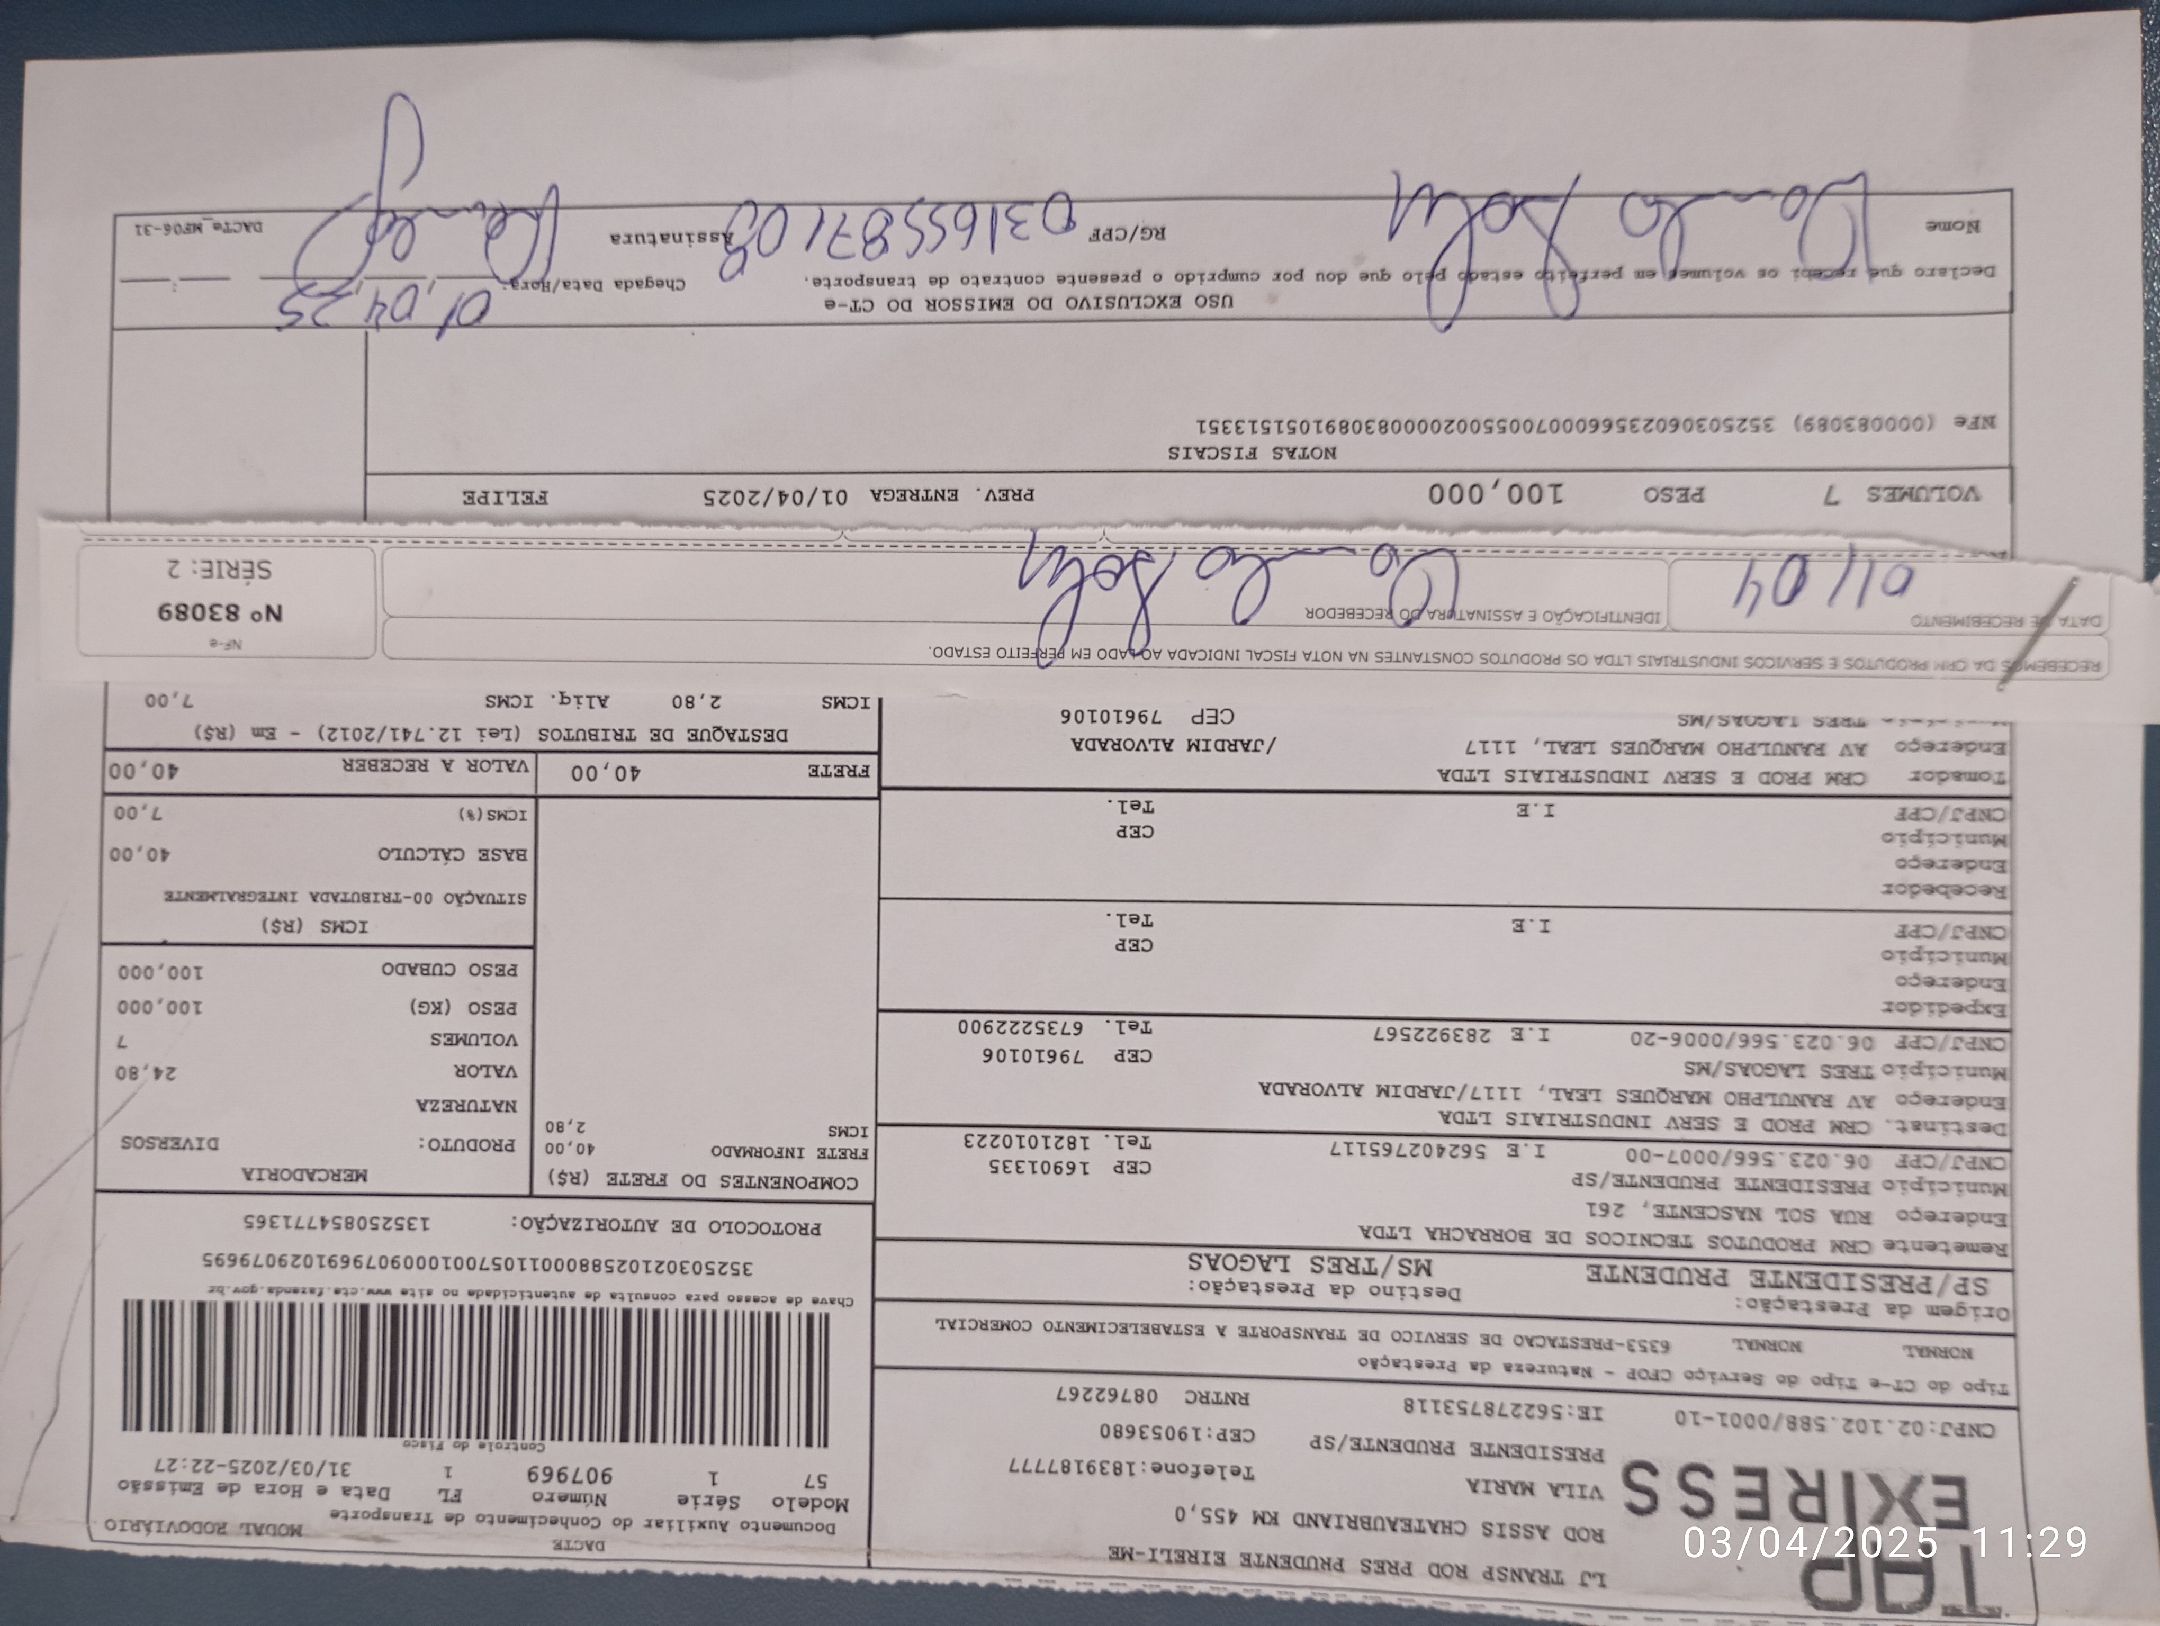 TAP
EXIRESS
LJ TRANSP ROD PRES PRUDENTE EIRELI-ME
ROD ASSIS CHATEAUBRIAND KM 455,0
VILA MARIA Telefone:1839187777
PRESIDENTE PRUDENTE/SP CEP:19053680
CNPJ:02.102.588/0001-10 IE:562278753118 RNTRC 08762267
DACTE
Documento Auxiliar do Conhecimento de Transporte MODAL RODOVIÁRIO
Modelo Série Número FL Data e Hora de Emissão
57 1 907969 1 31/03/2025-22:27
Controle do Fisco
Chave de acesso para consulta de autenticidade no site www.cte.fazenda.gov.br
35250302102588000110570010009079691029079695
PROTOCOLO DE AUTORIZAÇÃO: 135250854771365
Tipo do CT-e Tipo do Serviço CFOP - Natureza da Prestação
NORMAL NORMAL 6353-PRESTACAO DE SERVICO DE TRANSPORTE A ESTABELECIMENTO COMERCIAL
Origem da Prestação: Destino da Prestação:
SP/PRESIDENTE PRUDENTE MS/TRES LAGOAS
Remetente CRM PRODUTOS TECNICOS DE BORRACHA LTDA
Endereço RUA SOL NASCENTE, 261
Município PRESIDENTE PRUDENTE/SP CEP 16901335
CNPJ/CPF 06.023.566/0007-00 I.E 562402765117 Tel. 1821010223
Destinat. CRM PROD E SERV INDUSTRIAIS LTDA
Endereço AV RANULPHO MARQUES LEAL, 1117/JARDIM ALVORADA
Município TRES LAGOAS/MS CEP 79610106
CNPJ/CPF 06.023.566/0006-20 I.E 283922567 Tel. 6735222900
Expedidor
Endereço
Município CEP
CNPJ/CPF I.E Tel.
Recebedor
Endereço
Município CEP
CNPJ/CPF I.E Tel.
Tomador CRM PROD E SERV INDUSTRIAIS LTDA
Endereço AV RANULPHO MARQUES LEAL, 1117 /JARDIM ALVORADA
Município TRES LAGOAS/MS CEP 79610106
COMPONENTES DO FRETE (R$)
FRETE INFORMADO 40,00
ICMS 2,80
MERCADORIA
PRODUTO: DIVERSOS
NATUREZA
VALOR 24,80
VOLUMES 7
PESO (KG) 100,000
PESO CUBADO 100,000
ICMS (R$)
SITUAÇÃO 00-TRIBUTADA INTEGRALMENTE
BASE CÁLCULO 40,00
ICMS(%) 7,00
FRETE 40,00 VALOR A RECEBER 40,00
DESTAQUE DE TRIBUTOS (Lei 12.741/2012) - Em (R$)
ICMS 2,80 Alíq. ICMS 7,00
RECEBEMOS DA CRM PRODUTOS E SERVICOS INDUSTRIAIS LTDA OS PRODUTOS CONSTANTES NA NOTA FISCAL INDICADA AO LADO EM PERFEITO ESTADO.
DATA DE RECEBIMENTO IDENTIFICAÇÃO E ASSINATURA DO RECEBEDOR
01/04
NF-e
Nº 83089
SÉRIE: 2
VOLUMES 7 PESO 100,000 PREV. ENTREGA 01/04/2025 FELIPE
NOTAS FISCAIS
NFe (000083089) 35250306023566000700550020000830891051513351
USO EXCLUSIVO DO EMISSOR DO CT-e
Declaro que recebi os volumes em perfeito estado pelo que dou por cumprido o presente contrato de transporte. Chegada Data/Hora: 01,04,25
Nome RG/CPF 03165587108 Assinatura DACTe_MF06-31
03/04/2025 11:29